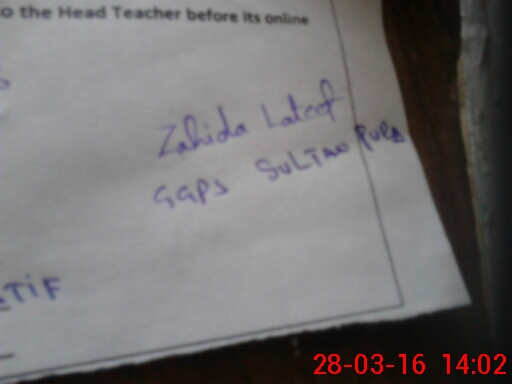 o the Head Teacher before its online
Zahida Lateef
GGPS SULTAN PURA
TIF
28-03-16 14:02